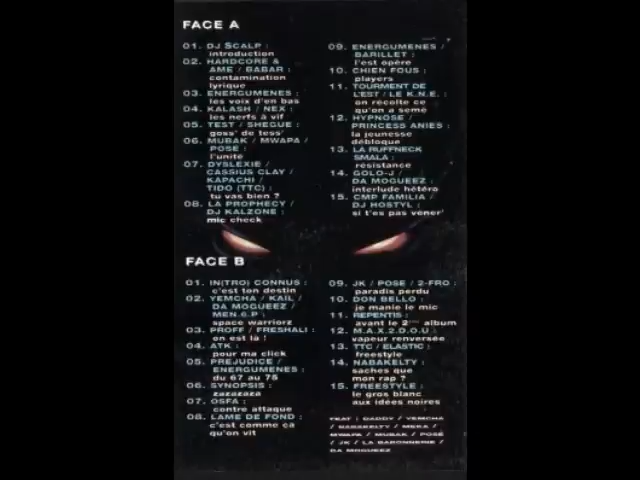 FACE A
01. DJ SCALP :
introduction
02. HARDCORE &
AME / BABAR :
contamination
lyrique
03. ENERGUMENES :
les voix d'en bas
04. KALASH / NEX :
les nerfs à vif
05. TEST / SHEGUE :
goss' de tess'
06. MUBAK / MWAPA /
POSE :
l'unité
07. DYSLEXIE /
CASSIUS CLAY /
KAPACHI /
TIDO (TTC) :
tu vas bien ?
08. LA PROPHECY /
DJ KALZONE :
mic check
09. ENERGUMENES /
BARILLET :
l'est opère
10. CHIEN FOUS :
players
11. TOURMENT DE
L'EST / LE K.N.E. :
on récolte ce
qu'on a semé
12. HYPNOSE /
PRINCESS ANIES :
la jeunesse
débloque
13. LA RUFFNECK
SMALA :
résistance
14. GOLO-J /
DA MOGUEEZ :
interlude hétéro
15. CMP FAMILIA /
DJ HOSTYL :
si t'es pas vener'
FACE B
01. IN(TRO) CONNUS :
c'est ton destin
02. YEMCHA / KAIL /
DA MOGUEEZ /
MEN.6.P :
space warriorz
03. PROFF / FRESHALI :
on est là !
04. ATK :
pour ma click
05. PREJUDICE /
ENERGUMENES :
du 67 au 75
06. SYNOPSIS :
zazazaza
07. OSFA :
contre attaque
08. LAME DE FOND :
c'est comme ça
qu'on vit
09. JK / POSE / 2-FRO :
paradis perdu
10. DON BELLO :
je manie le mic
11. REPENTIS :
avant le 2ème album
12. M.A.X.2.D.O.U :
vapeur renversée
13. TTC / ELASTIC :
freestyle
14. NABAKELTY :
saches que
mon rap ?
15. FREESTYLE :
le gros blanc
aux idées noires
FEAT : DADDY / YEMCHA
/ NABAKELTY / MEKA /
MWAPA / MUBAK / POSE
/ JK / LA BARONNERIE /
DA MOGUEEZ